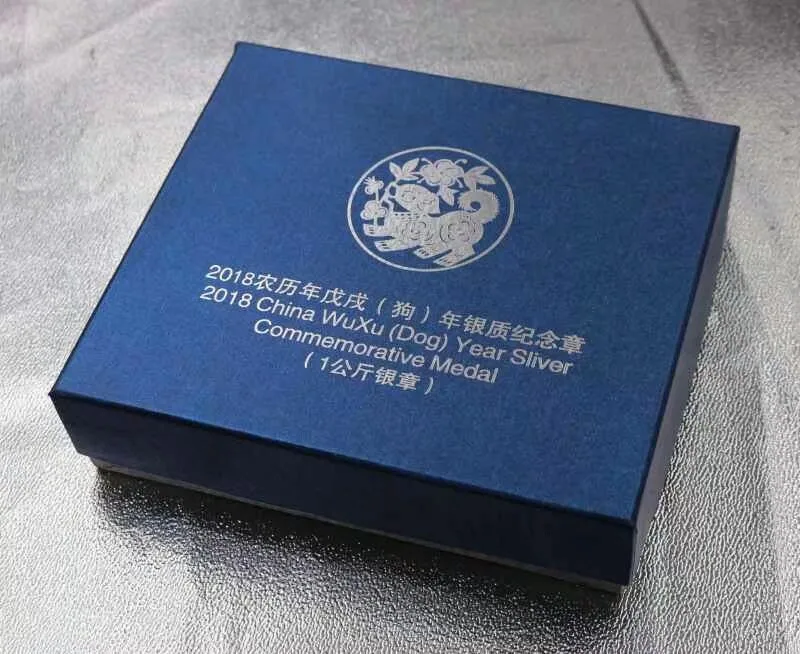 2018农历年戊戌（狗）年银质纪念章
2018 China WuXu (Dog) Year Sliver
Commemorative Medal
（1公斤银章）